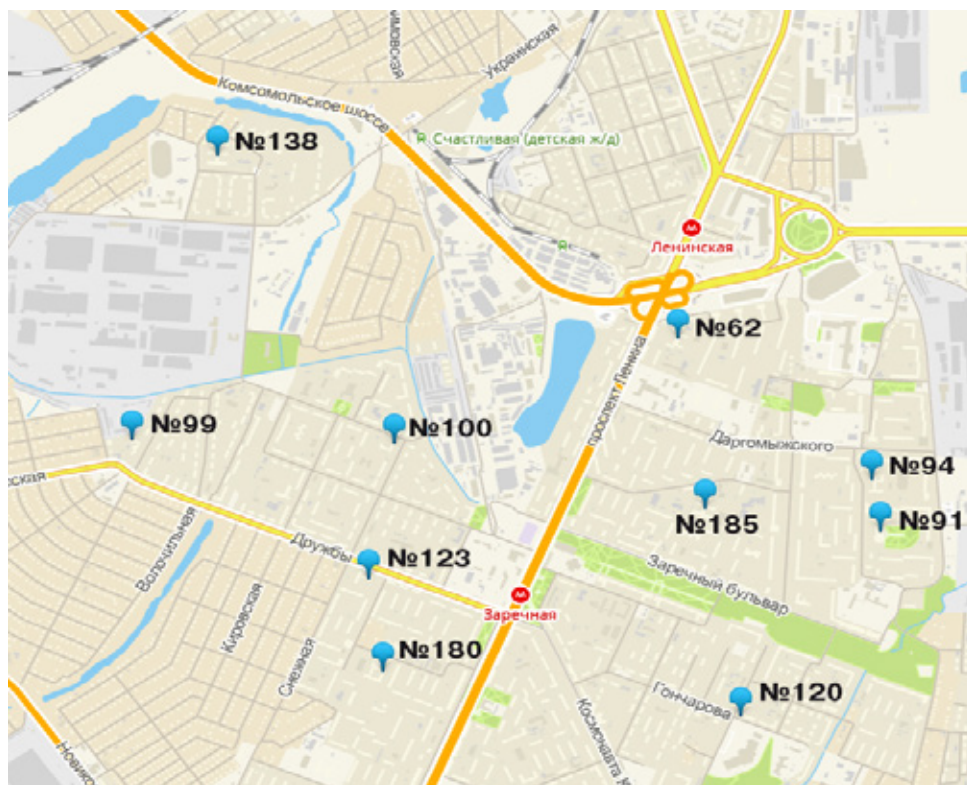 Украинская
Комсомольское шоссе
Счастливая (детская ж/д)
№138
Ленинская
№62
проспект Ленина
№99
№100
Даргомыжского
№94
№185
№91
Волочильная
Дружбы
№123
Заречный бульвар
Заречная
Кировская
Снежная
№180
№120
Гончарова
Космонавта К